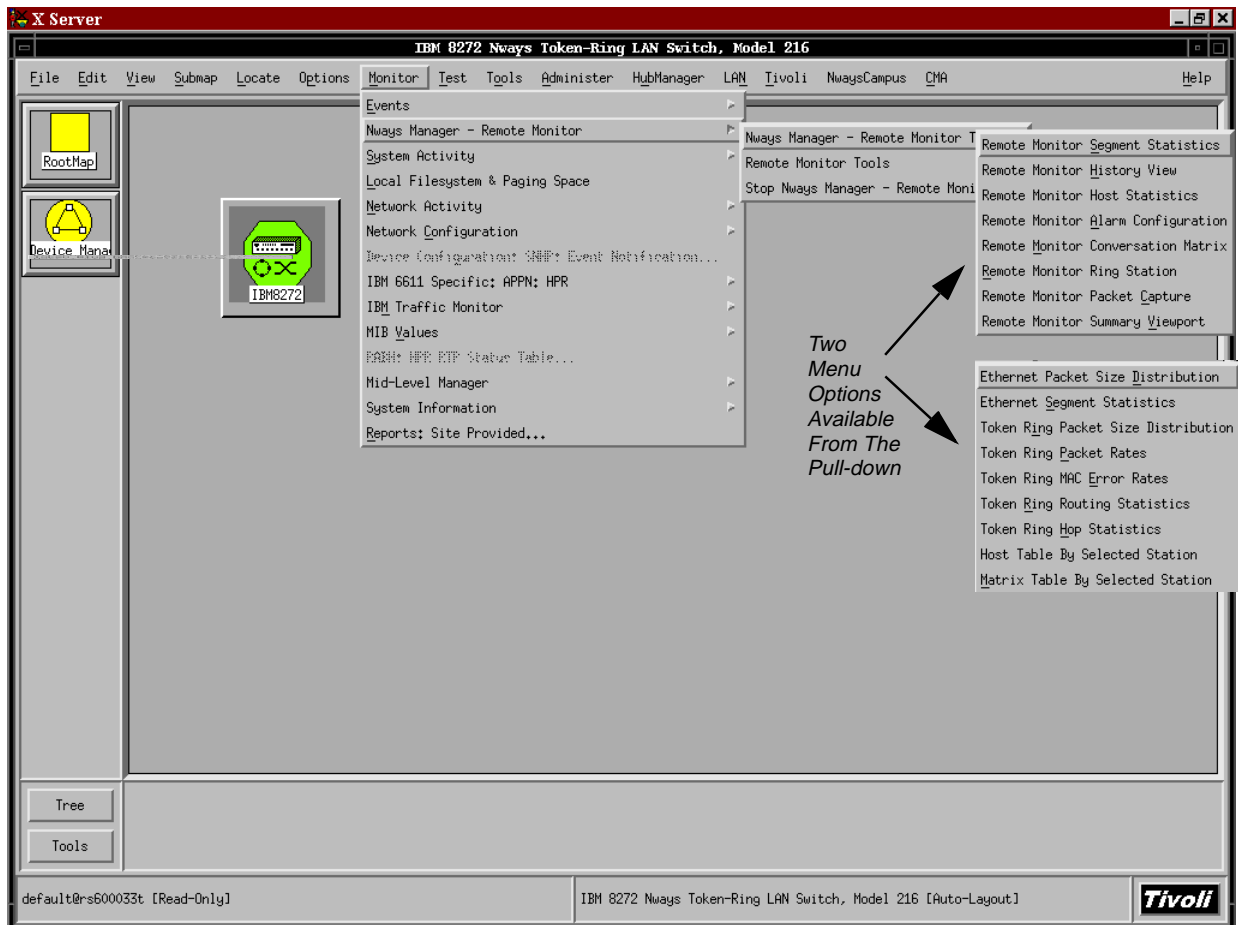 X Server
IBM 8272 Nways Token-Ring LAN Switch, Model 216
File Edit View Submap Locate Options Monitor Test Tools Administer HubManager LAN Tivoli NwaysCampus CMA Help
RootMap
Device Manag
IBM8272
Events
Nways Manager - Remote Monitor
System Activity
Local Filesystem & Paging Space
Network Activity
Network Configuration
Device Configuration: SNMP: Event Notification...
IBM 6611 Specific: APPN: HPR
IBM Traffic Monitor
MIB Values
HPR RTP Status Table...
Mid-Level Manager
System Information
Reports: Site Provided...
Nways Manager - Remote Monitor T
Remote Monitor Tools
Stop Nways Manager - Remote Moni
Remote Monitor Segment Statistics
Remote Monitor History View
Remote Monitor Host Statistics
Remote Monitor Alarm Configuration
Remote Monitor Conversation Matrix
Remote Monitor Ring Station
Remote Monitor Packet Capture
Remote Monitor Summary Viewport
Two
Menu
Options
Available
From The
Pull-down
Ethernet Packet Size Distribution
Ethernet Segment Statistics
Token Ring Packet Size Distribution
Token Ring Packet Rates
Token Ring MAC Error Rates
Token Ring Routing Statistics
Token Ring Hop Statistics
Host Table By Selected Station
Matrix Table By Selected Station
Tree
Tools
default@rs600033t [Read-Only]
IBM 8272 Nways Token-Ring LAN Switch, Model 216 [Auto-Layout]
Tivoli